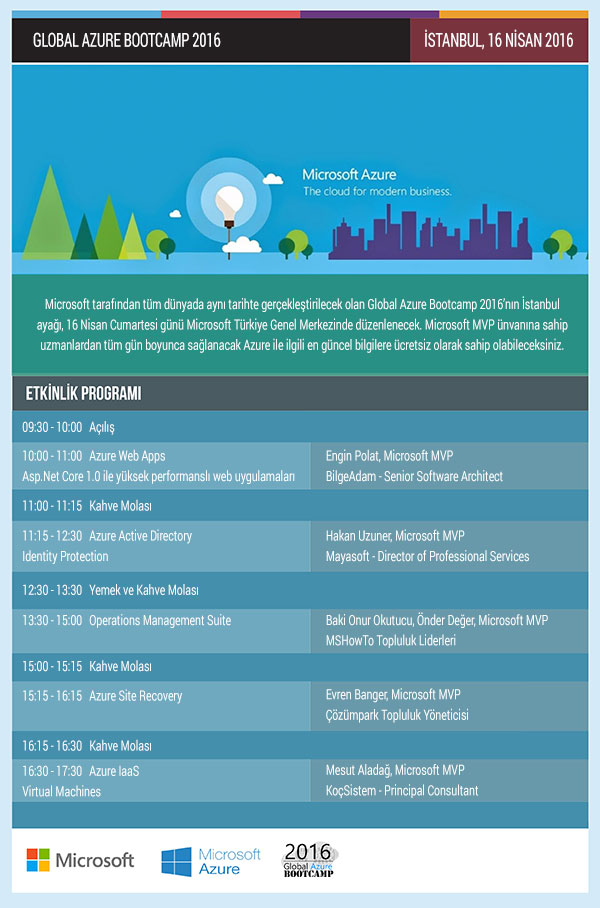 GLOBAL AZURE BOOTCAMP 2016
İSTANBUL, 16 NİSAN 2016
Microsoft Azure
The cloud for modern business.
Microsoft tarafından tüm dünyada aynı tarihte gerçekleştirilecek olan Global Azure Bootcamp 2016'nın İstanbul
ayağı, 16 Nisan Cumartesi günü Microsoft Türkiye Genel Merkezinde düzenlenecek. Microsoft MVP ünvanına sahip
uzmanlardan tüm gün boyunca sağlanacak Azure ile ilgili en güncel bilgilere ücretsiz olarak sahip olabileceksiniz.
ETKİNLİK PROGRAMI
09:30 - 10:00 Açılış
10:00 - 11:00 Azure Web Apps
Asp.Net Core 1.0 ile yüksek performanslı web uygulamaları
Engin Polat, Microsoft MVP
BilgeAdam - Senior Software Architect
11:00 - 11:15 Kahve Molası
11:15 - 12:30 Azure Active Directory
Identity Protection
Hakan Uzuner, Microsoft MVP
Mayasoft - Director of Professional Services
12:30 - 13:30 Yemek ve Kahve Molası
13:30 - 15:00 Operations Management Suite
Baki Onur Okutucu, Önder Değer, Microsoft MVP
MSHowTo Topluluk Liderleri
15:00 - 15:15 Kahve Molası
15:15 - 16:15 Azure Site Recovery
Evren Banger, Microsoft MVP
Çözümpark Topluluk Yöneticisi
16:15 - 16:30 Kahve Molası
16:30 - 17:30 Azure IaaS
Virtual Machines
Mesut Aladağ, Microsoft MVP
KoçSistem - Principal Consultant
Microsoft
Microsoft
Azure
2016
Global Azure
BOOTCAMP